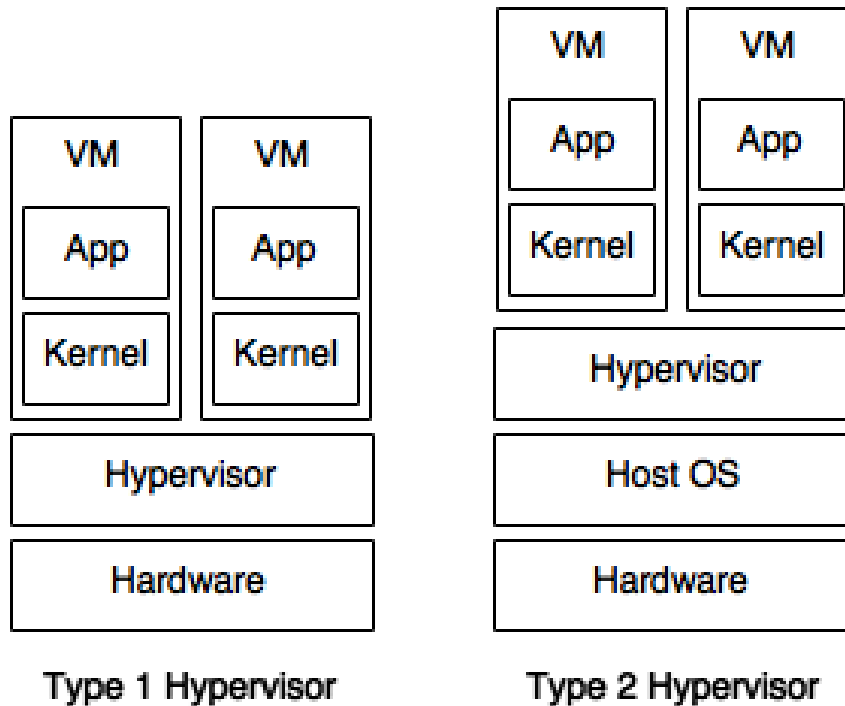 VM
VM
App
App
Kernel
Kernel
Hypervisor
Hardware
Type 1 Hypervisor
VM
VM
App
App
Kernel
Kernel
Hypervisor
Host OS
Hardware
Type 2 Hypervisor